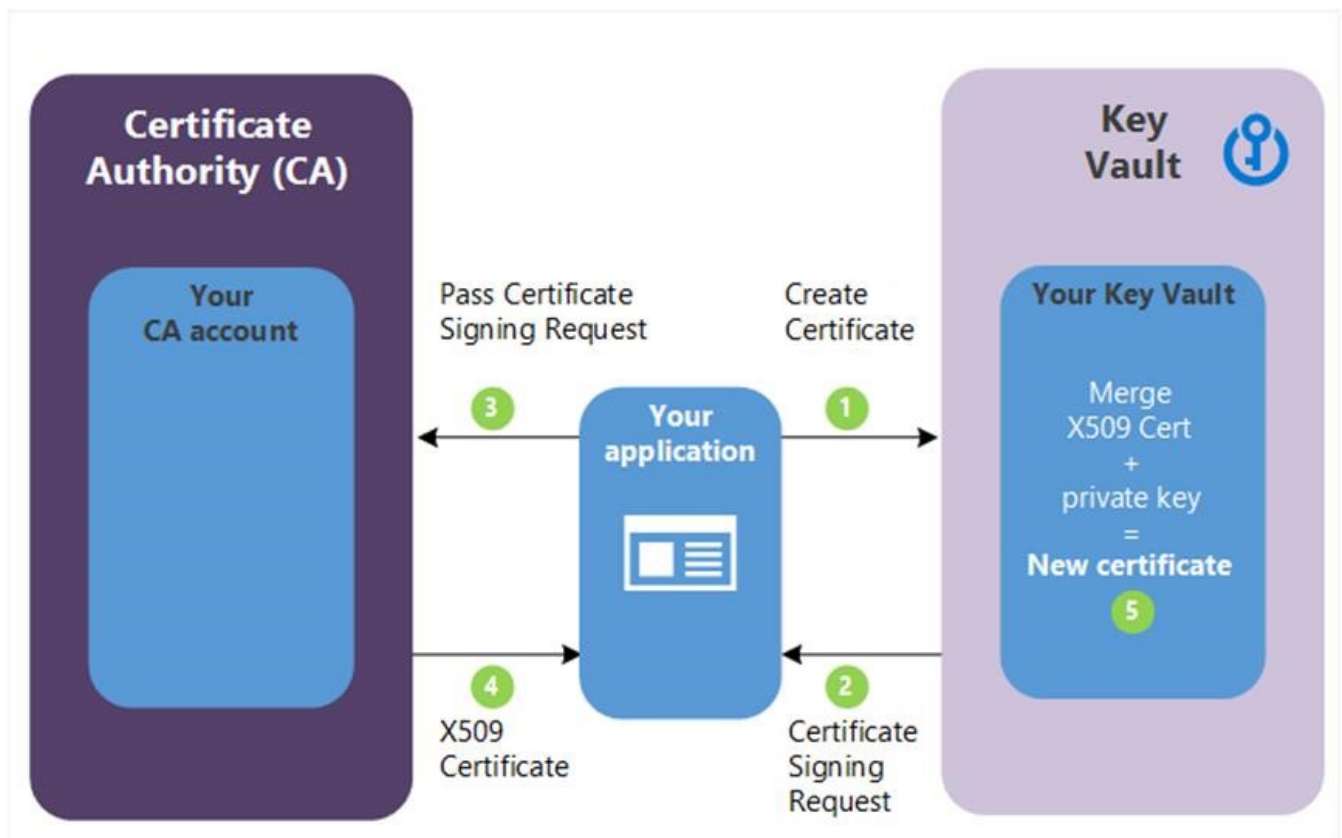 Certificate
Authority (CA)
Your
CA account
Pass Certificate
Signing Request
3
4
X509
Certificate
Your
application
Create
Certificate
1
2
Certificate
Signing
Request
Key
Vault
Your Key Vault
Merge
X509 Cert
+
private key
=
New certificate
5